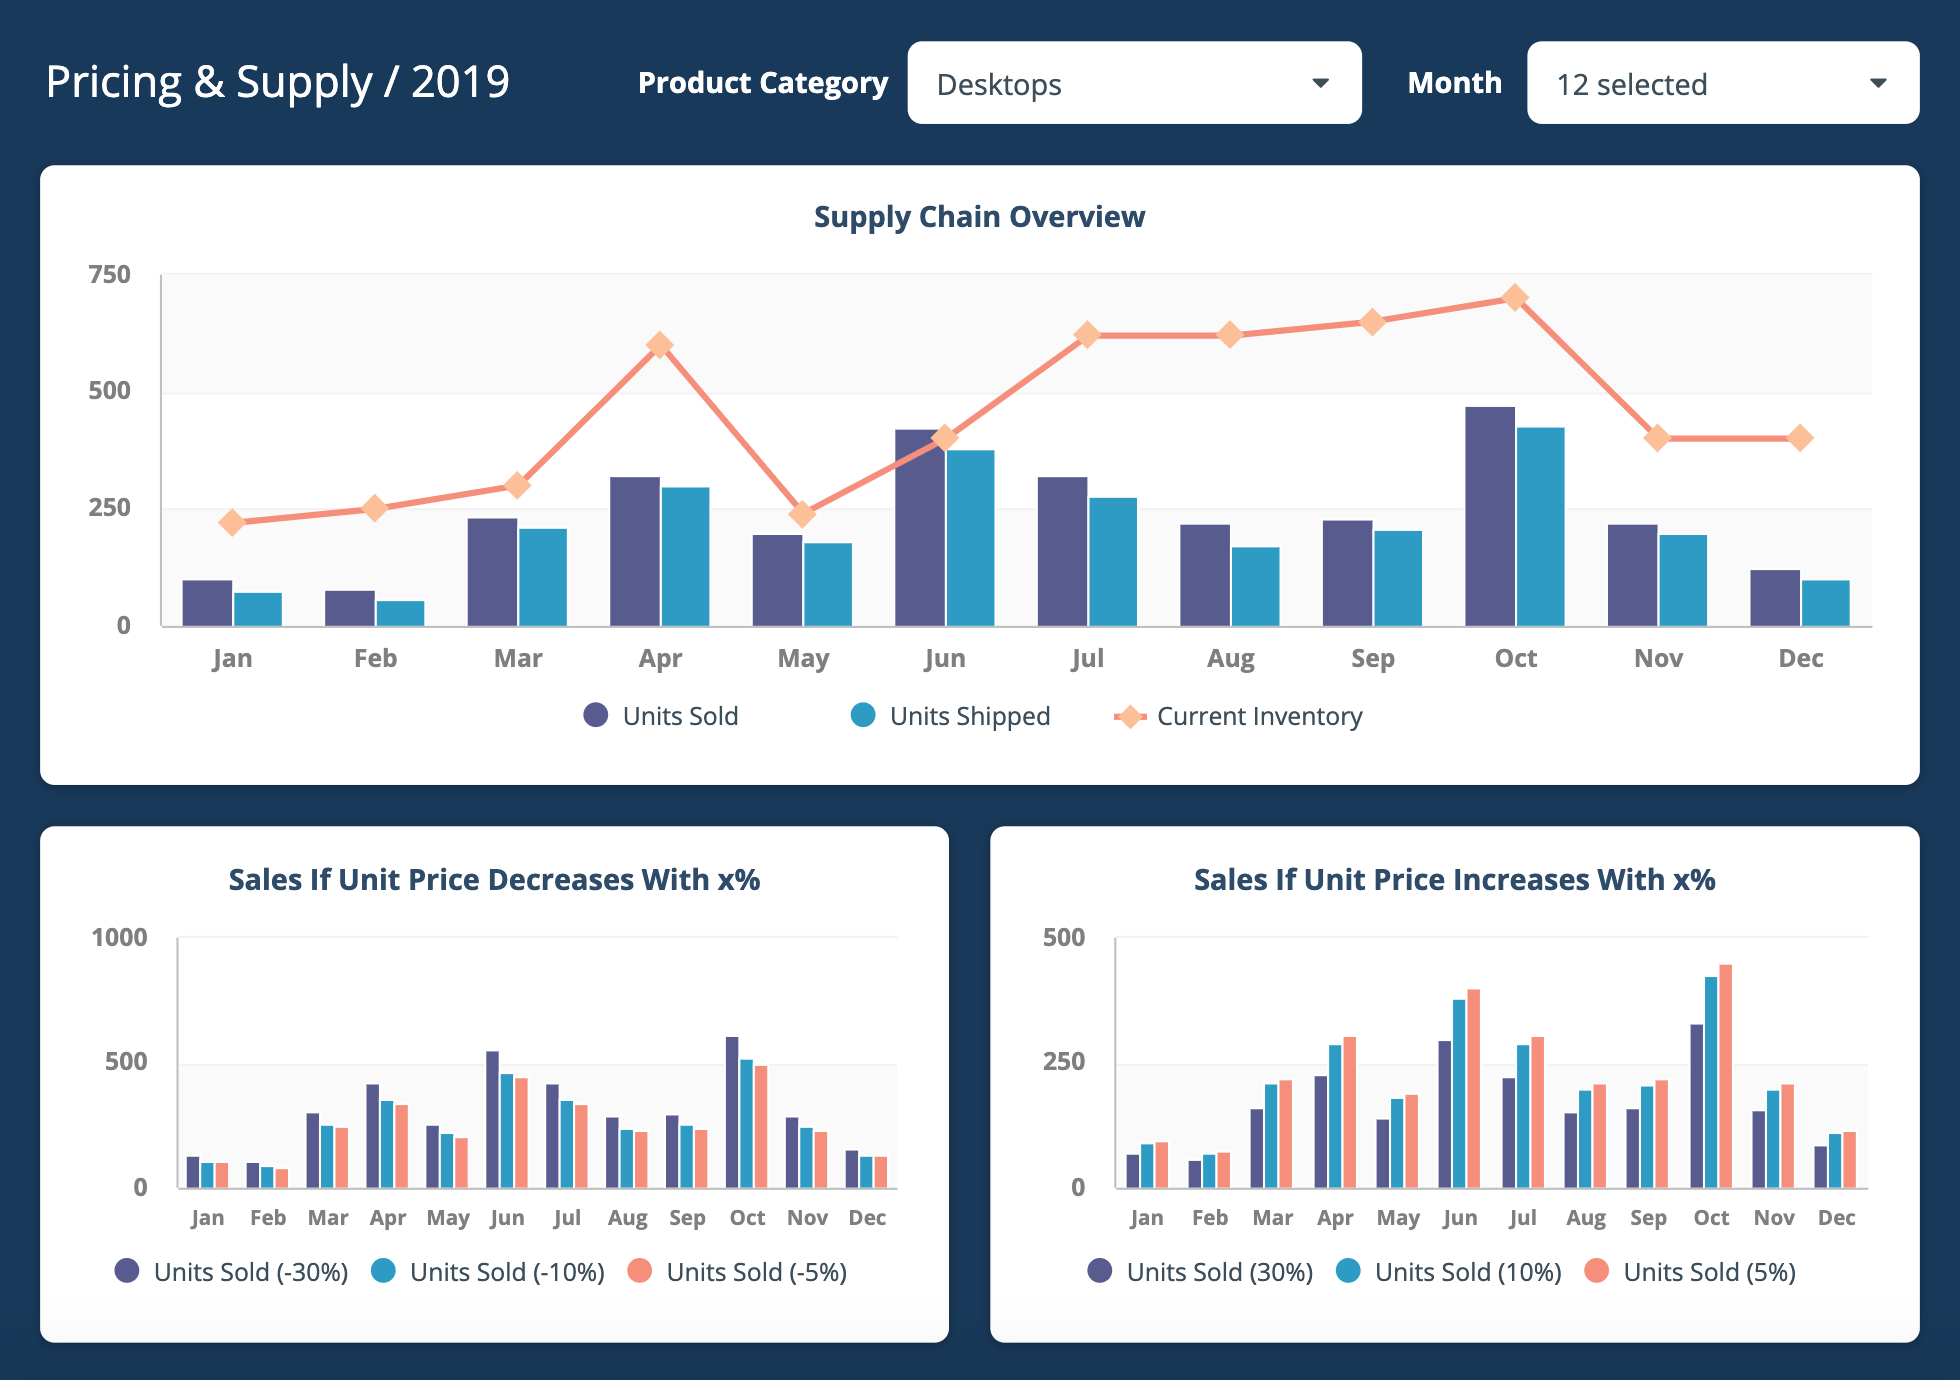 Pricing & Supply / 2019
Product Category
Desktops
Month
12 selected
Supply Chain Overview
750
500
250
0
Jan Feb Mar Apr May Jun Jul Aug Sep Oct Nov Dec
Units Sold Units Shipped Current Inventory
Sales If Unit Price Decreases With x%
1000
500
0
Jan Feb Mar Apr May Jun Jul Aug Sep Oct Nov Dec
Units Sold (-30%) Units Sold (-10%) Units Sold (-5%)
Sales If Unit Price Increases With x%
500
250
0
Jan Feb Mar Apr May Jun Jul Aug Sep Oct Nov Dec
Units Sold (30%) Units Sold (10%) Units Sold (5%)